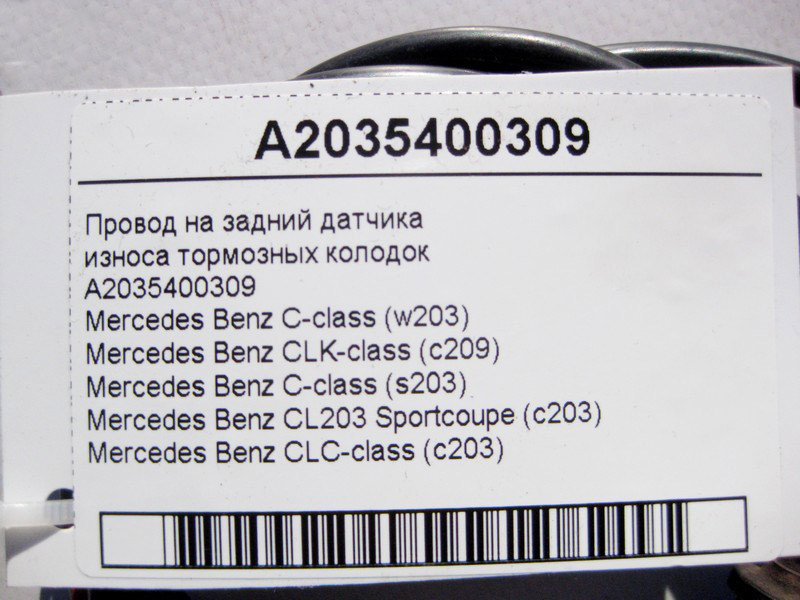 A2035400309
Провод на задний датчика
износа тормозных колодок
A2035400309
Mercedes Benz C-class (w203)
Mercedes Benz CLK-class (c209)
Mercedes Benz C-class (s203)
Mercedes Benz CL203 Sportcoupe (c203)
Mercedes Benz CLC-class (c203)